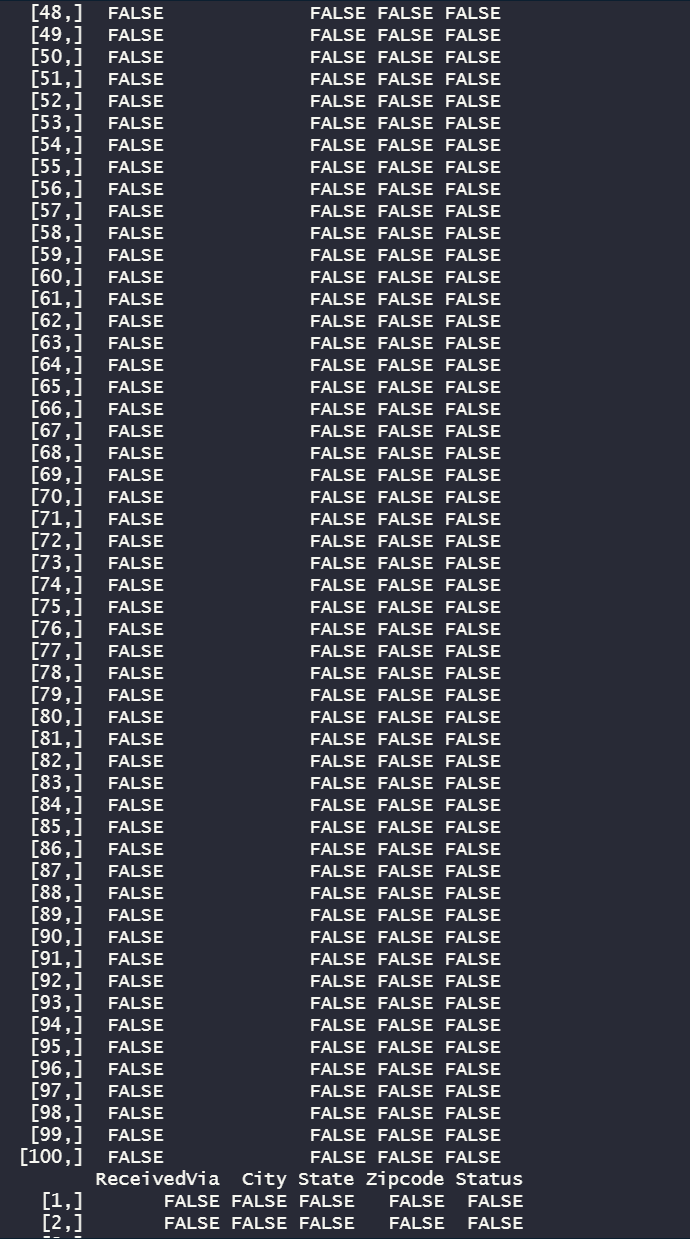 [48,] FALSE FALSE FALSE FALSE
[49,] FALSE FALSE FALSE FALSE
[50,] FALSE FALSE FALSE FALSE
[51,] FALSE FALSE FALSE FALSE
[52,] FALSE FALSE FALSE FALSE
[53,] FALSE FALSE FALSE FALSE
[54,] FALSE FALSE FALSE FALSE
[55,] FALSE FALSE FALSE FALSE
[56,] FALSE FALSE FALSE FALSE
[57,] FALSE FALSE FALSE FALSE
[58,] FALSE FALSE FALSE FALSE
[59,] FALSE FALSE FALSE FALSE
[60,] FALSE FALSE FALSE FALSE
[61,] FALSE FALSE FALSE FALSE
[62,] FALSE FALSE FALSE FALSE
[63,] FALSE FALSE FALSE FALSE
[64,] FALSE FALSE FALSE FALSE
[65,] FALSE FALSE FALSE FALSE
[66,] FALSE FALSE FALSE FALSE
[67,] FALSE FALSE FALSE FALSE
[68,] FALSE FALSE FALSE FALSE
[69,] FALSE FALSE FALSE FALSE
[70,] FALSE FALSE FALSE FALSE
[71,] FALSE FALSE FALSE FALSE
[72,] FALSE FALSE FALSE FALSE
[73,] FALSE FALSE FALSE FALSE
[74,] FALSE FALSE FALSE FALSE
[75,] FALSE FALSE FALSE FALSE
[76,] FALSE FALSE FALSE FALSE
[77,] FALSE FALSE FALSE FALSE
[78,] FALSE FALSE FALSE FALSE
[79,] FALSE FALSE FALSE FALSE
[80,] FALSE FALSE FALSE FALSE
[81,] FALSE FALSE FALSE FALSE
[82,] FALSE FALSE FALSE FALSE
[83,] FALSE FALSE FALSE FALSE
[84,] FALSE FALSE FALSE FALSE
[85,] FALSE FALSE FALSE FALSE
[86,] FALSE FALSE FALSE FALSE
[87,] FALSE FALSE FALSE FALSE
[88,] FALSE FALSE FALSE FALSE
[89,] FALSE FALSE FALSE FALSE
[90,] FALSE FALSE FALSE FALSE
[91,] FALSE FALSE FALSE FALSE
[92,] FALSE FALSE FALSE FALSE
[93,] FALSE FALSE FALSE FALSE
[94,] FALSE FALSE FALSE FALSE
[95,] FALSE FALSE FALSE FALSE
[96,] FALSE FALSE FALSE FALSE
[97,] FALSE FALSE FALSE FALSE
[98,] FALSE FALSE FALSE FALSE
[99,] FALSE FALSE FALSE FALSE
[100,] FALSE FALSE FALSE FALSE
ReceivedVia City State Zipcode Status
[1,] FALSE FALSE FALSE FALSE FALSE
[2,] FALSE FALSE FALSE FALSE FALSE